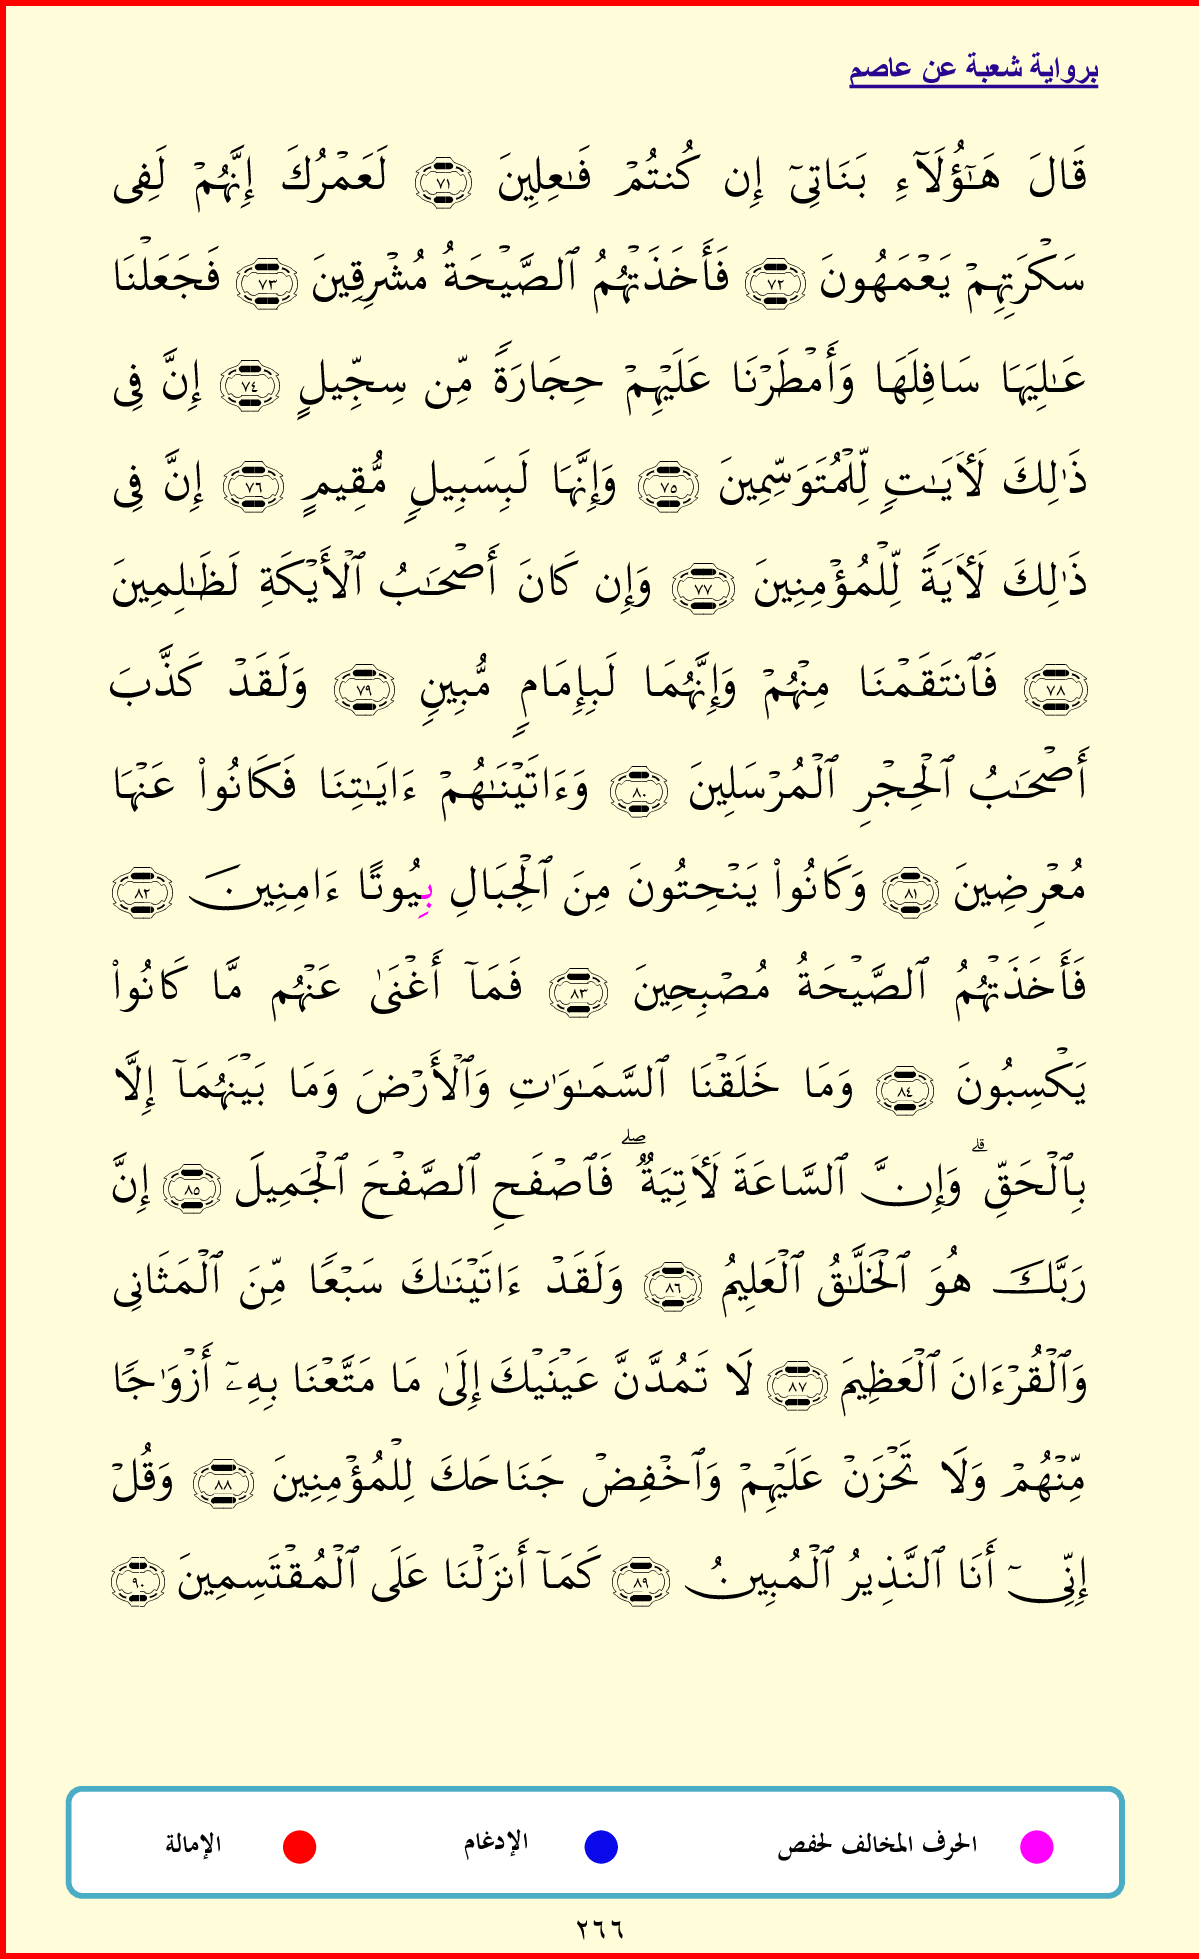 برواية شعبة عن عاصم
قَالَ هَـٰٓؤُلَآءِ بَنَاتِىٓ إِن كُنتُمْ فَـٰعِلِينَ ٧١ لَعَمْرُكَ إِنَّهُمْ لَفِى
سَكْرَتِهِمْ يَعْمَهُونَ ٧٢ فَأَخَذَتْهُمُ ٱلصَّيْحَةُ مُشْرِقِينَ ٧٣ فَجَعَلْنَا
عَـٰلِيَهَا سَافِلَهَا وَأَمْطَرْنَا عَلَيْهِمْ حِجَارَةً مِّن سِجِّيلٍ ٧٤ إِنَّ فِى
ذَٰلِكَ لَـَٔايَـٰتٍ لِّلْمُتَوَسِّمِينَ ٧٥ وَإِنَّهَا لَبِسَبِيلٍ مُّقِيمٍ ٧٦ إِنَّ فِى
ذَٰلِكَ لَـَٔايَةً لِّلْمُؤْمِنِينَ ٧٧ وَإِن كَانَ أَصْحَـٰبُ ٱلْأَيْكَةِ لَظَـٰلِمِينَ
٧٨ فَٱنتَقَمْنَا مِنْهُمْ وَإِنَّهُمَا لَبِإِمَامٍ مُّبِينٍ ٧٩ وَلَقَدْ كَذَّبَ
أَصْحَـٰبُ ٱلْحِجْرِ ٱلْمُرْسَلِينَ ٨٠ وَءَاتَيْنَـٰهُمْ ءَايَـٰتِنَا فَكَانُوا۟ عَنْهَا
مُعْرِضِينَ ٨١ وَكَانُوا۟ يَنْحِتُونَ مِنَ ٱلْجِبَالِ بِيُوتًا ءَامِنِينَ ٨٢
فَأَخَذَتْهُمُ ٱلصَّيْحَةُ مُصْبِحِينَ ٨٣ فَمَآ أَغْنَىٰ عَنْهُم مَّا كَانُوا۟
يَكْسِبُونَ ٨٤ وَمَا خَلَقْنَا ٱلسَّمَـٰوَٰتِ وَٱلْأَرْضَ وَمَا بَيْنَهُمَآ إِلَّا
بِٱلْحَقِّ ۗ وَإِنَّ ٱلسَّاعَةَ لَـَٔاتِيَةٌ ۖ فَٱصْفَحِ ٱلصَّفْحَ ٱلْجَمِيلَ ٨٥ إِنَّ
رَبَّكَ هُوَ ٱلْخَلَّـٰقُ ٱلْعَلِيمُ ٨٦ وَلَقَدْ ءَاتَيْنَـٰكَ سَبْعًا مِّنَ ٱلْمَثَانِى
وَٱلْقُرْءَانَ ٱلْعَظِيمَ ٨٧ لَا تَمُدَّنَّ عَيْنَيْكَ إِلَىٰ مَا مَتَّعْنَا بِهِۦٓ أَزْوَٰجًا
مِّنْهُمْ وَلَا تَحْزَنْ عَلَيْهِمْ وَٱخْفِضْ جَنَاحَكَ لِلْمُؤْمِنِينَ ٨٨ وَقُلْ
إِنِّىٓ أَنَا ٱلنَّذِيرُ ٱلْمُبِينُ ٨٩ كَمَآ أَنزَلْنَا عَلَى ٱلْمُقْتَسِمِينَ ٩٠
الحرف المخالف لحفص الإدغام الإمالة
٢٦٦